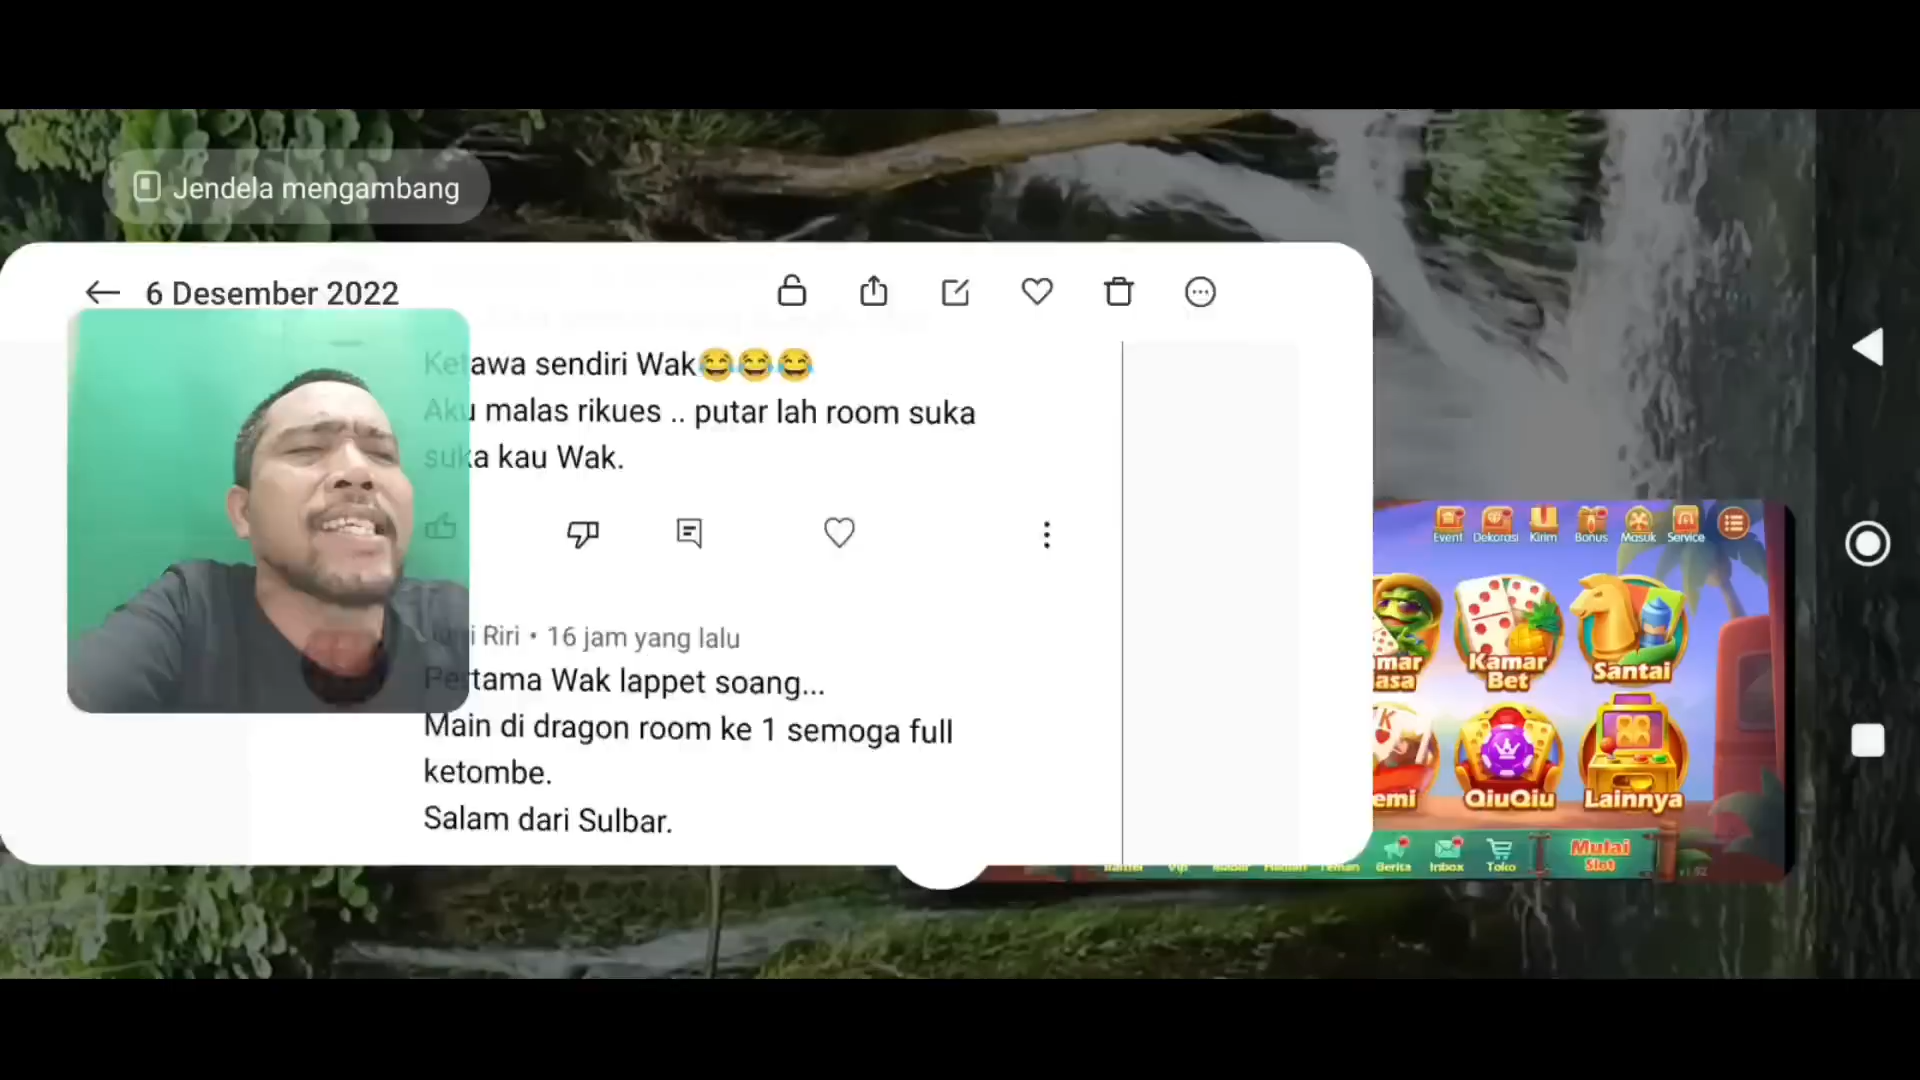 Jendela mengambang
6 Desember 2022
Ketawa sendiri Wak😂😂😂
Aku malas rikues .. putar lah room suka
suka kau Wak.
Riri • 16 jam yang lalu
Pertama Wak lappet soang...
Main di dragon room ke 1 semoga full
ketombe.
Salam dari Sulbar.
Event Dekorasi Kirim Bonus Masuk Service
Kamar
Bet
Santai
QiuQiu
Lainnya
Teman Berita Inbox Toko
Mulai
Slot